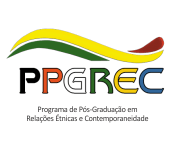 PPGREC
Programa de Pós-Graduação em
Relações Étnicas e Contemporaneidade